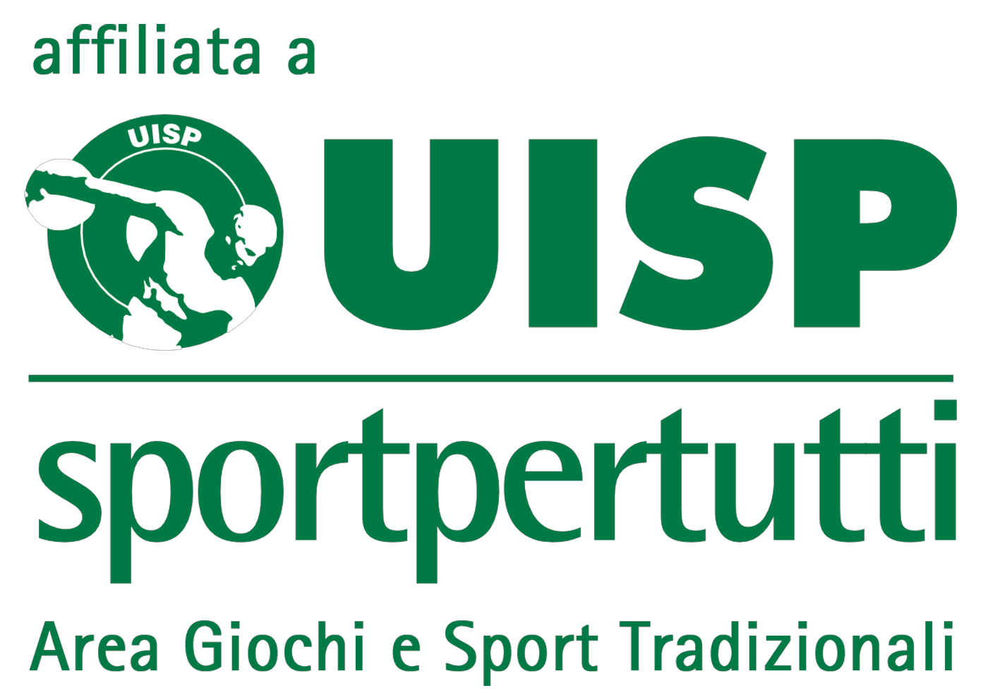 affiliata a
UISP
UISP
sportpertutti
Area Giochi e Sport Tradizionali